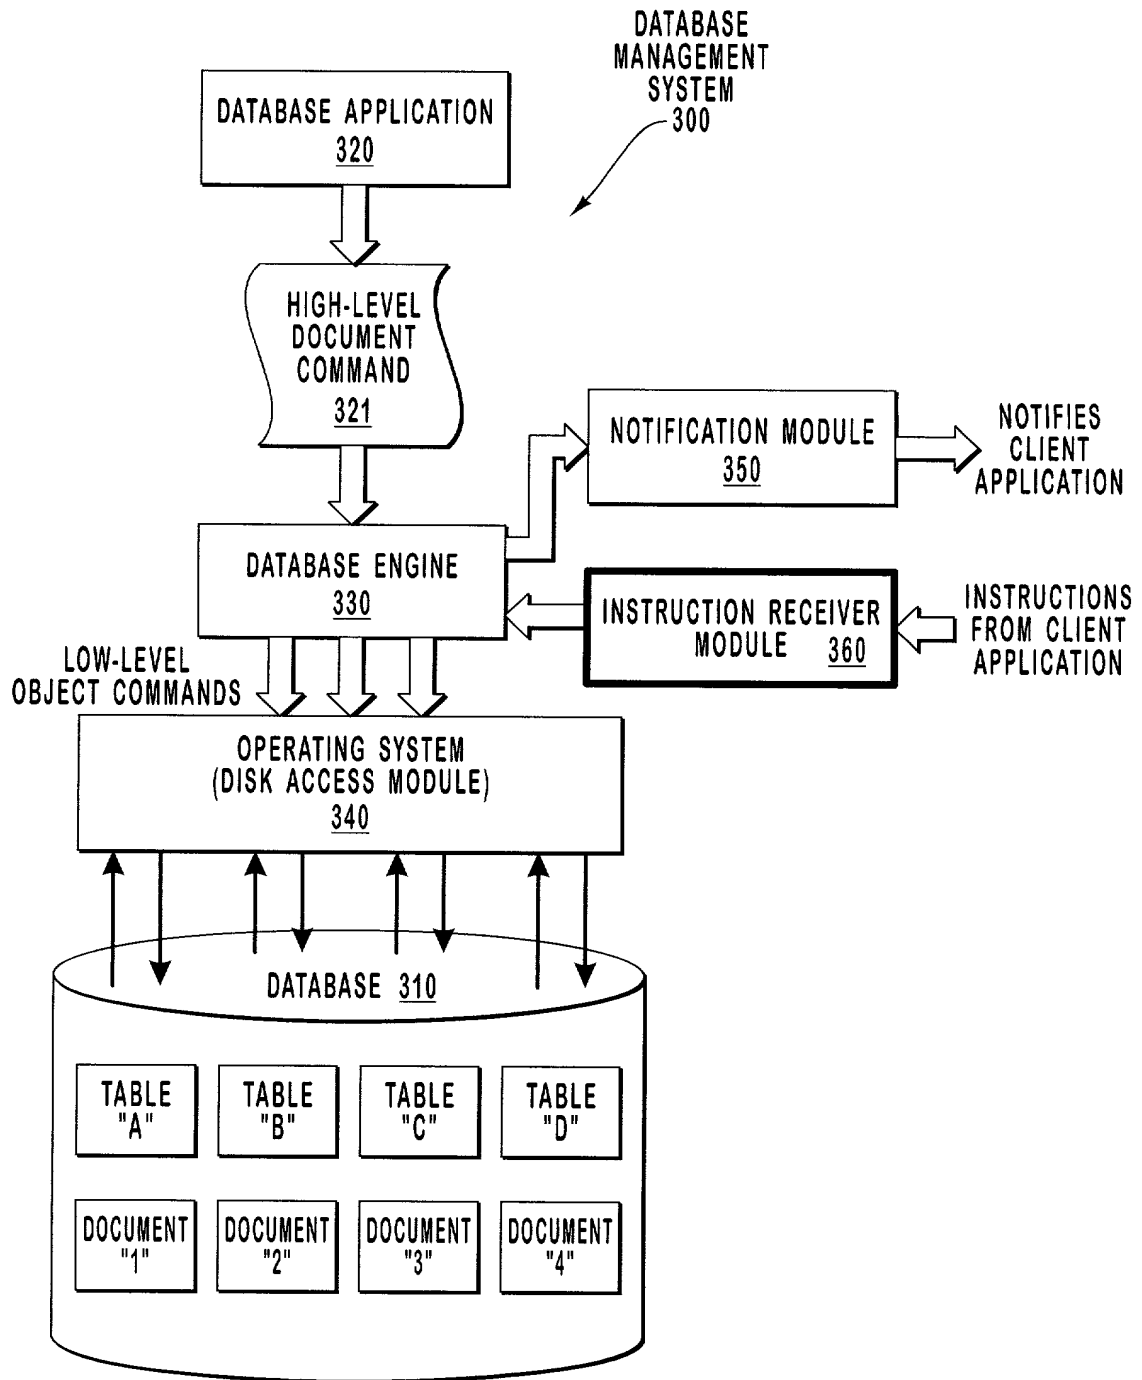 DATABASE
MANAGEMENT
SYSTEM
300
DATABASE APPLICATION
320
HIGH-LEVEL
DOCUMENT
COMMAND
321
NOTIFICATION MODULE
350
NOTIFIES
CLIENT
APPLICATION
DATABASE ENGINE
330
INSTRUCTION RECEIVER
MODULE 360
INSTRUCTIONS
FROM CLIENT
APPLICATION
LOW-LEVEL
OBJECT COMMANDS
OPERATING SYSTEM
(DISK ACCESS MODULE)
340
DATABASE 310
TABLE
"A"
TABLE
"B"
TABLE
"C"
TABLE
"D"
DOCUMENT
"1"
DOCUMENT
"2"
DOCUMENT
"3"
DOCUMENT
"4"